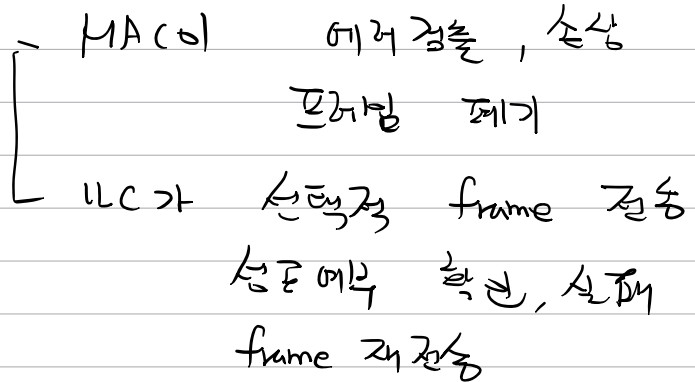 MAC이 에러검출, 손상
프레임 폐기
LLC가 선택적 frame 전송
성공여부 확인, 실패
frame 재전송